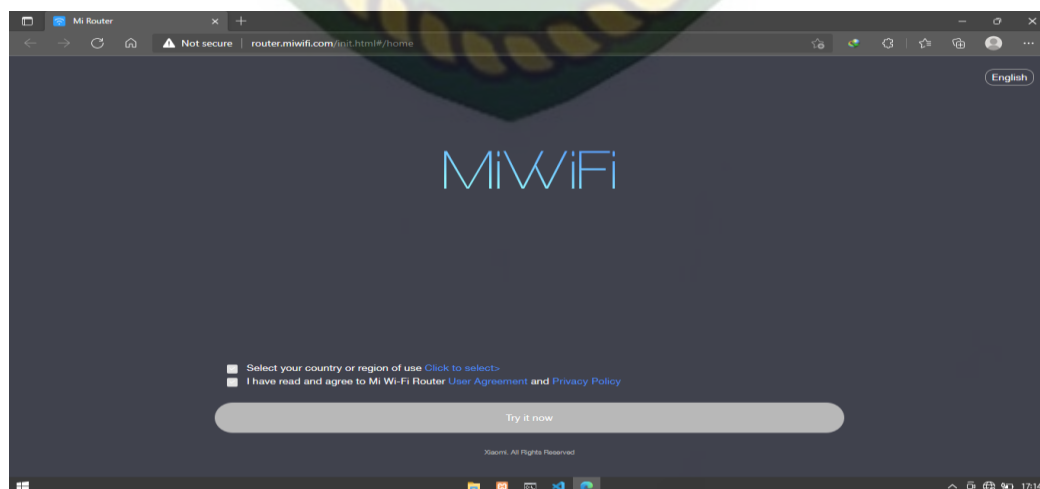 Mi Router
Not secure | router.miwifi.com/init.html#/home
English
MiWiFi
Select your country or region of use Click to select>
I have read and agree to Mi Wi-Fi Router User Agreement and Privacy Policy
Try it now
Xiaomi. All Rights Reserved
17:14